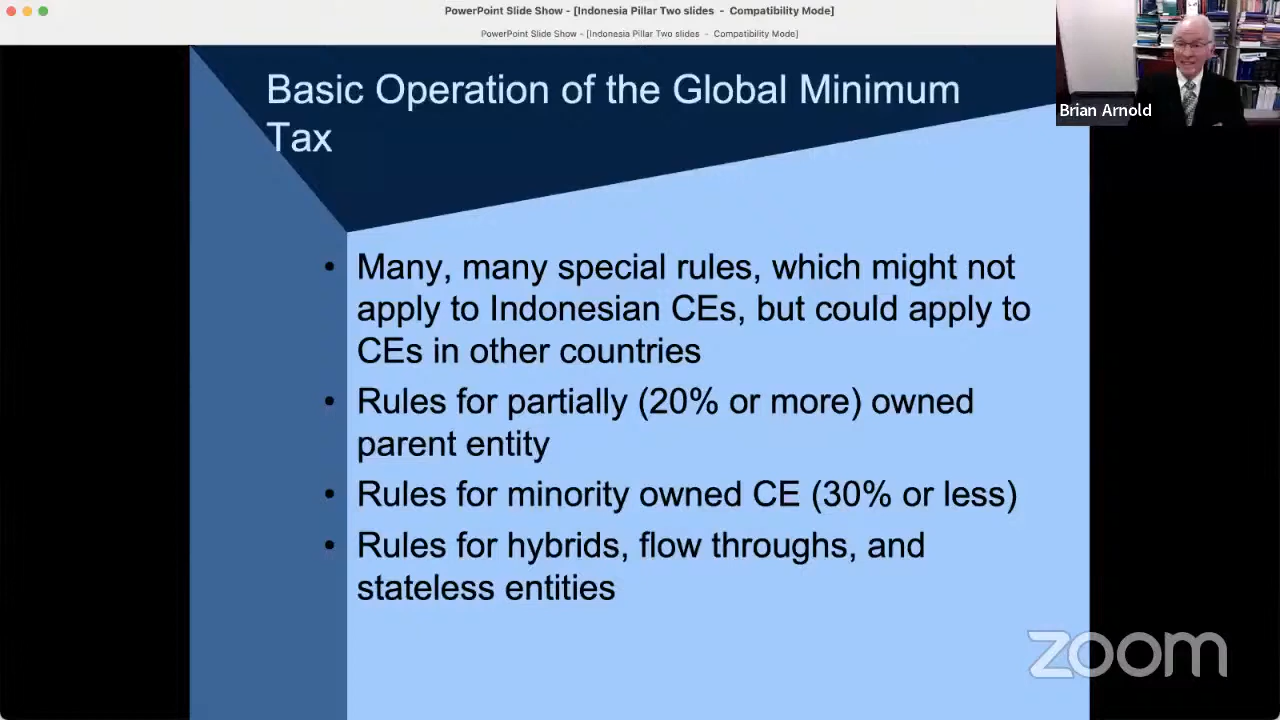 PowerPoint Slide Show - [Indonesia Pillar Two slides - Compatibility Mode]
PowerPoint Slide Show - [Indonesia Pillar Two slides - Compatibility Mode]
Brian Arnold
Basic Operation of the Global Minimum
Tax
• Many, many special rules, which might not
apply to Indonesian CEs, but could apply to
CEs in other countries
• Rules for partially (20% or more) owned
parent entity
• Rules for minority owned CE (30% or less)
• Rules for hybrids, flow throughs, and
stateless entities
zoom